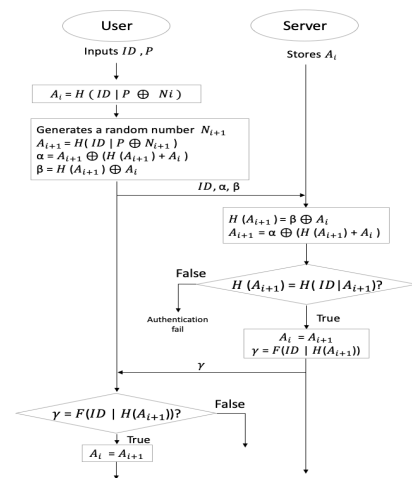 User
Server
Inputs ID , P
Stores Aᵢ
Aᵢ = H ( ID | P ⊕ Ni )
Generates a random number Nᵢ₊₁
Aᵢ₊₁ = H( ID | P ⊕ Nᵢ₊₁ )
α = Aᵢ₊₁ ⊕ (H (Aᵢ₊₁) + Aᵢ )
β = H (Aᵢ₊₁) ⊕ Aᵢ
ID, α, β
H (Aᵢ₊₁) = β ⊕ Aᵢ
Aᵢ₊₁ = α ⊕ (H (Aᵢ₊₁) + Aᵢ )
False
H (Aᵢ₊₁) = H( ID|Aᵢ₊₁)?
Authentication
fail
True
Aᵢ = Aᵢ₊₁
γ = F(ID | H(Aᵢ₊₁))
γ
False
γ = F(ID | H(Aᵢ₊₁))?
True
Aᵢ = Aᵢ₊₁